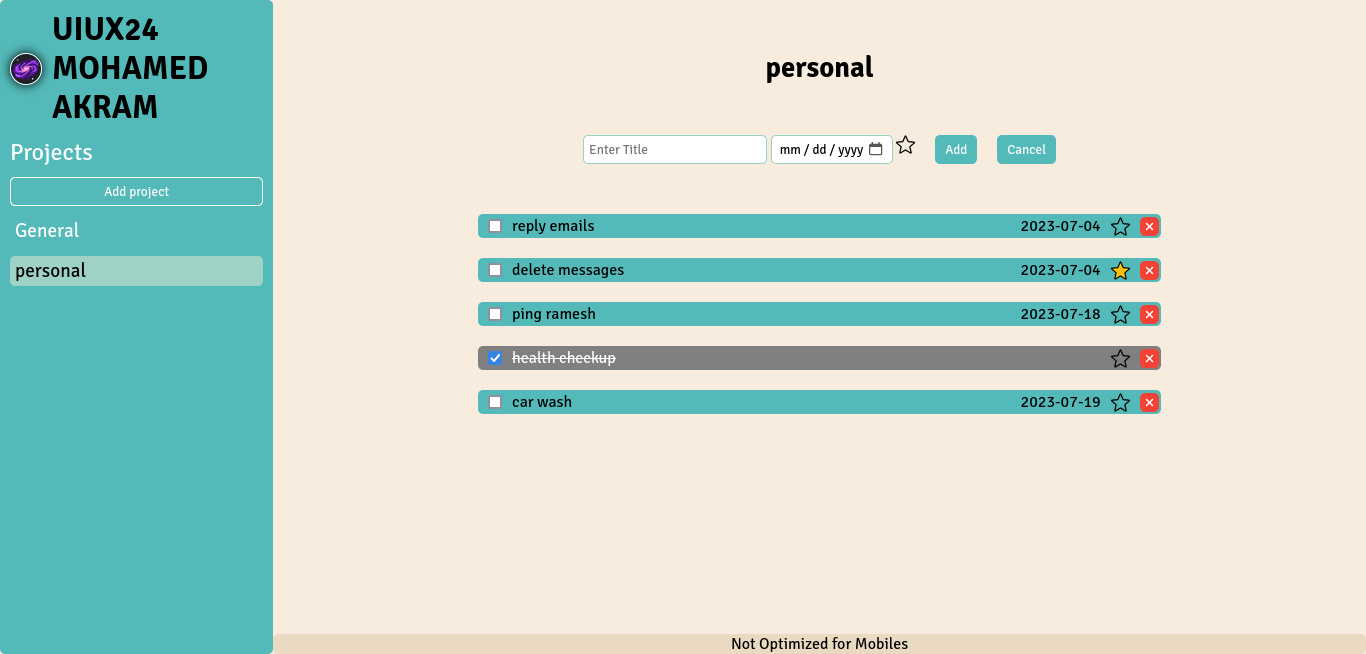 UIUX24
MOHAMED
AKRAM
Projects
Add project
General
personal
personal
Enter Title
mm / dd / yyyy
Add
Cancel
reply emails 2023-07-04
delete messages 2023-07-04
ping ramesh 2023-07-18
health checkup
car wash 2023-07-19
Not Optimized for Mobiles